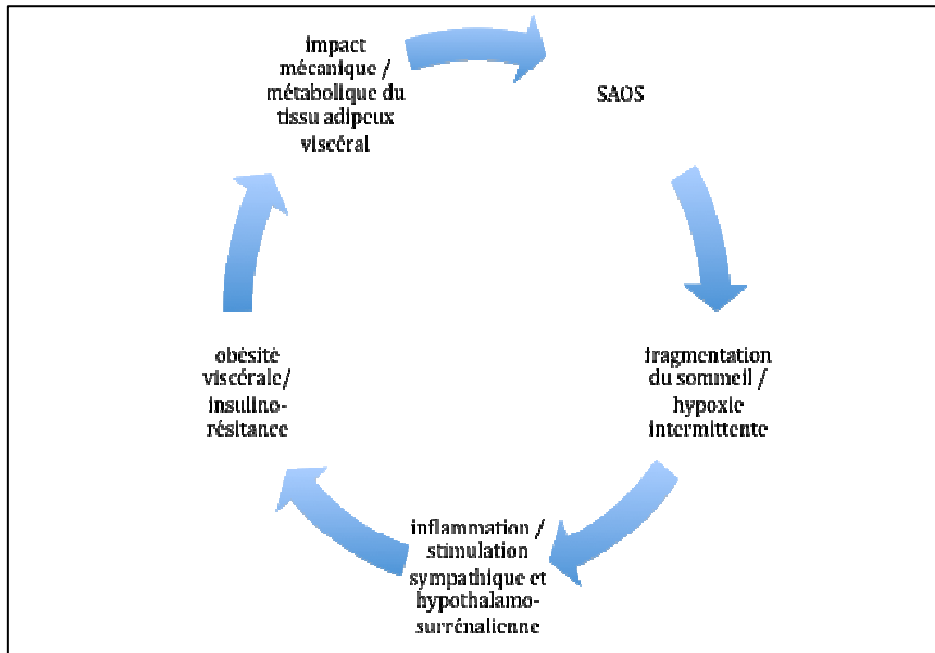 impact
mécanique /
métabolique du
tissu adipeux
viscéral
SAOS
fragmentation
du sommeil /
hypoxie
intermittente
inflammation /
stimulation
sympathique et
hypothalamo-
surrénalienne
obésité
viscérale/
insulino-
résitance